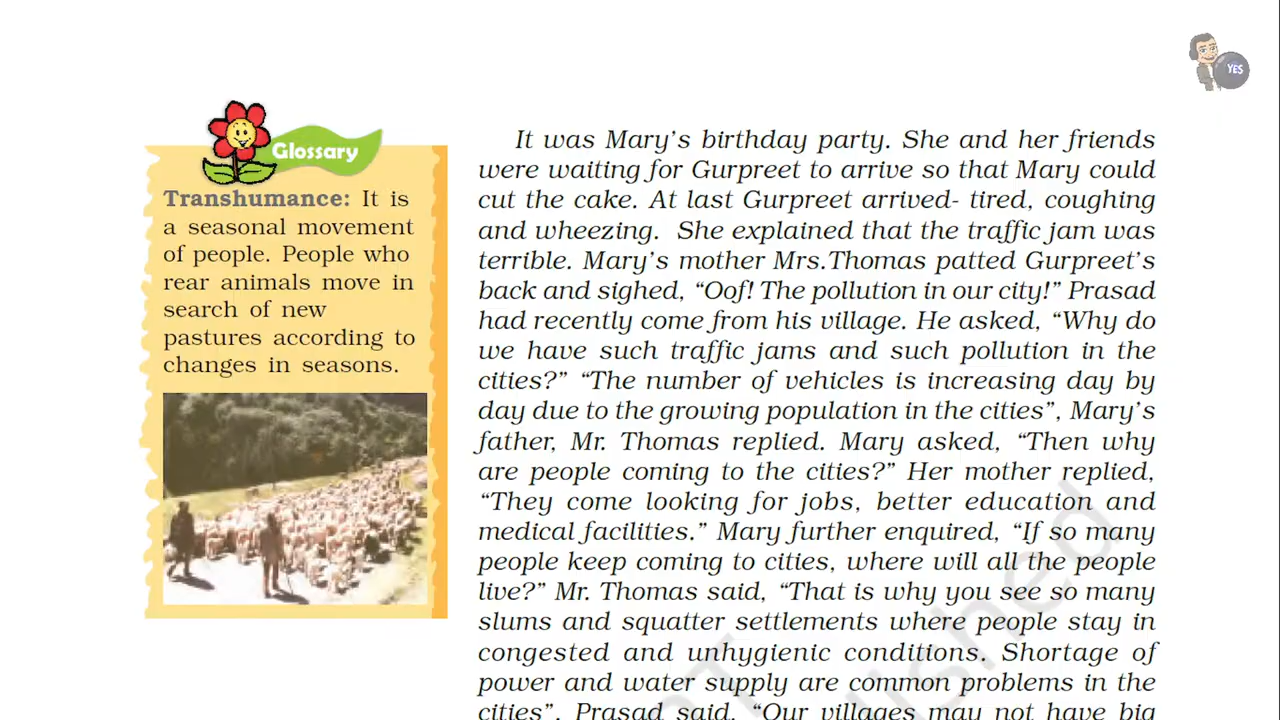 YES
Glossary
Transhumance: It is
a seasonal movement
of people. People who
rear animals move in
search of new
pastures according to
changes in seasons.
It was Mary's birthday party. She and her friends
were waiting for Gurpreet to arrive so that Mary could
cut the cake. At last Gurpreet arrived- tired, coughing
and wheezing.  She explained that the traffic jam was
terrible. Mary's mother Mrs.Thomas patted Gurpreet's
back and sighed, “Oof! The pollution in our city!” Prasad
had recently come from his village. He asked, “Why do
we have such traffic jams and such pollution in the
cities?” “The number of vehicles is increasing day by
day due to the growing population in the cities”, Mary's
father, Mr. Thomas replied. Mary asked, “Then why
are people coming to the cities?” Her mother replied,
“They come looking for jobs, better education and
medical facilities.” Mary further enquired, “If so many
people keep coming to cities, where will all the people
live?” Mr. Thomas said, “That is why you see so many
slums and squatter settlements where people stay in
congested and unhygienic conditions. Shortage of
power and water supply are common problems in the
cities”. Prasad said, “Our villages may not have big